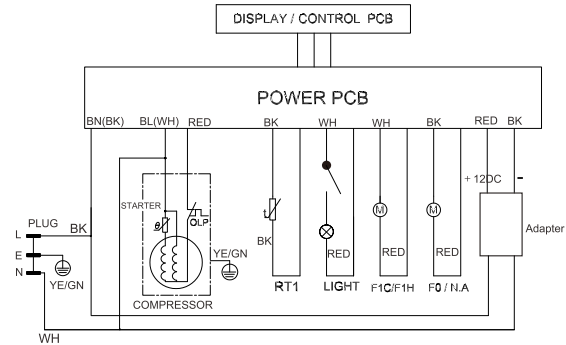 DISPLAY / CONTROL PCB
POWER PCB
BN(BK) BL(WH) RED BK WH WH BK RED BK
+ 12DC -
STARTER
θ
OLP
t
M M
PLUG
L BK
E
N
YE/GN
YE/GN
BK RED RED RED
Adapter
COMPRESSOR
RT1 LIGHT F1C/F1H F0 / N.A
WH